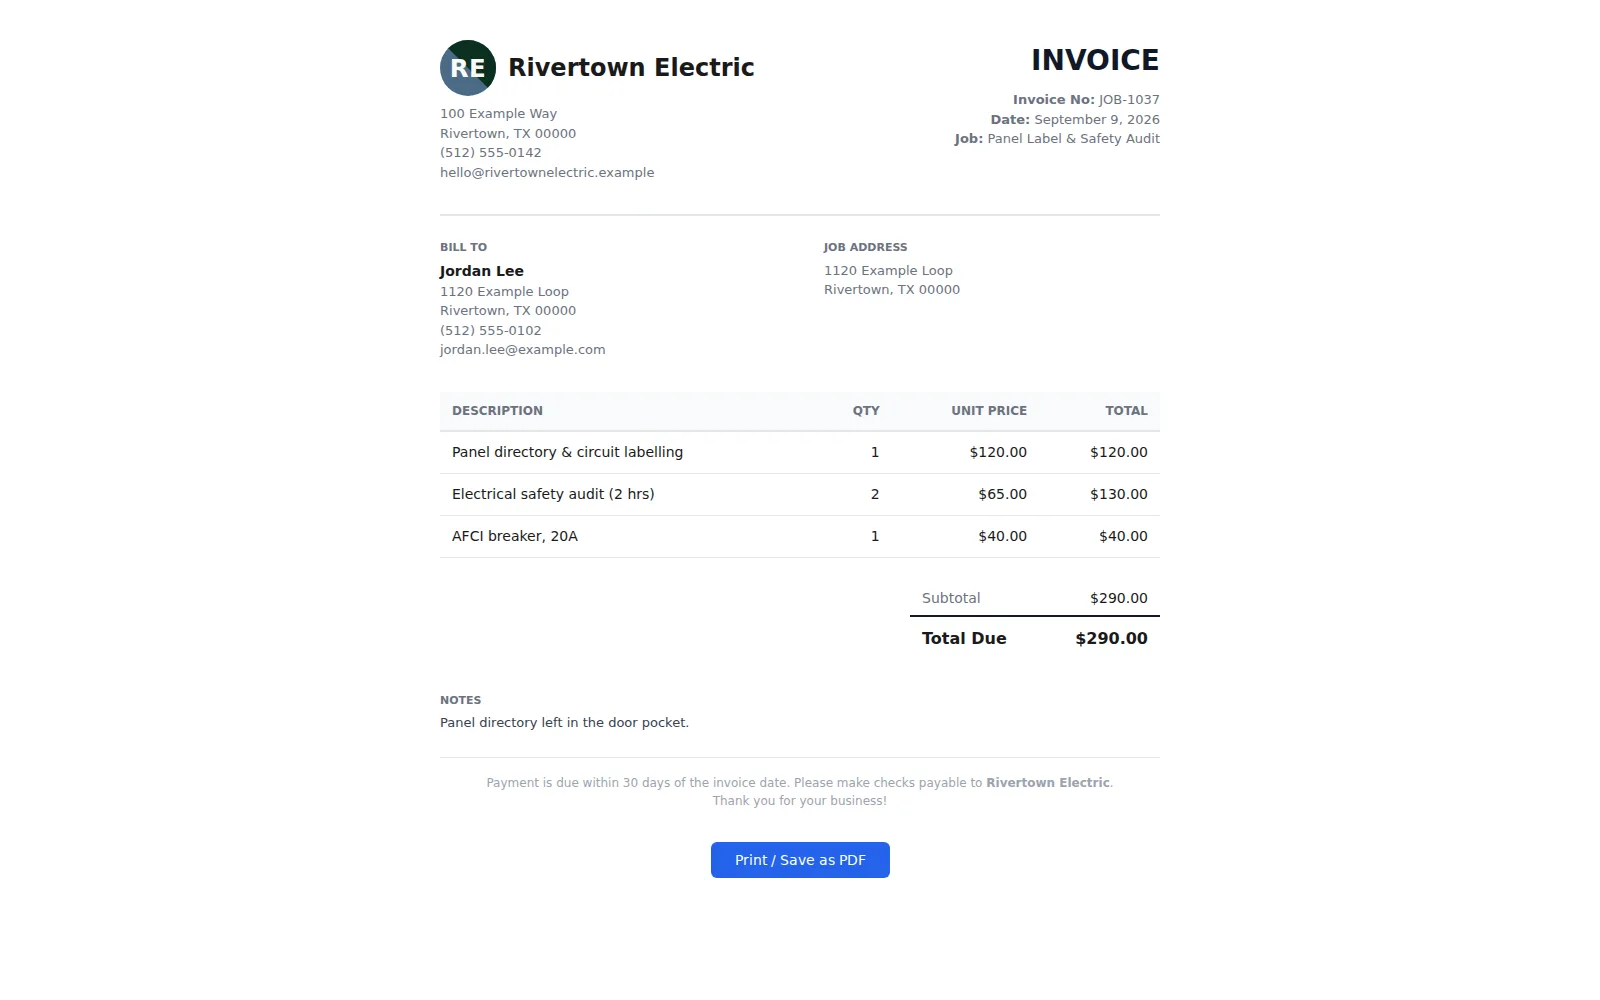 RE
Rivertown Electric
100 Example Way
Rivertown, TX 00000
(512) 555-0142
hello@rivertownelectric.example
INVOICE
Invoice No: JOB-1037
Date: September 9, 2026
Job: Panel Label & Safety Audit
BILL TO
Jordan Lee
1120 Example Loop
Rivertown, TX 00000
(512) 555-0102
jordan.lee@example.com
JOB ADDRESS
1120 Example Loop
Rivertown, TX 00000
DESCRIPTION QTY UNIT PRICE TOTAL
Panel directory & circuit labelling 1 $120.00 $120.00
Electrical safety audit (2 hrs) 2 $65.00 $130.00
AFCI breaker, 20A 1 $40.00 $40.00
Subtotal $290.00
Total Due $290.00
NOTES
Panel directory left in the door pocket.
Payment is due within 30 days of the invoice date. Please make checks payable to Rivertown Electric.
Thank you for your business!
Print / Save as PDF